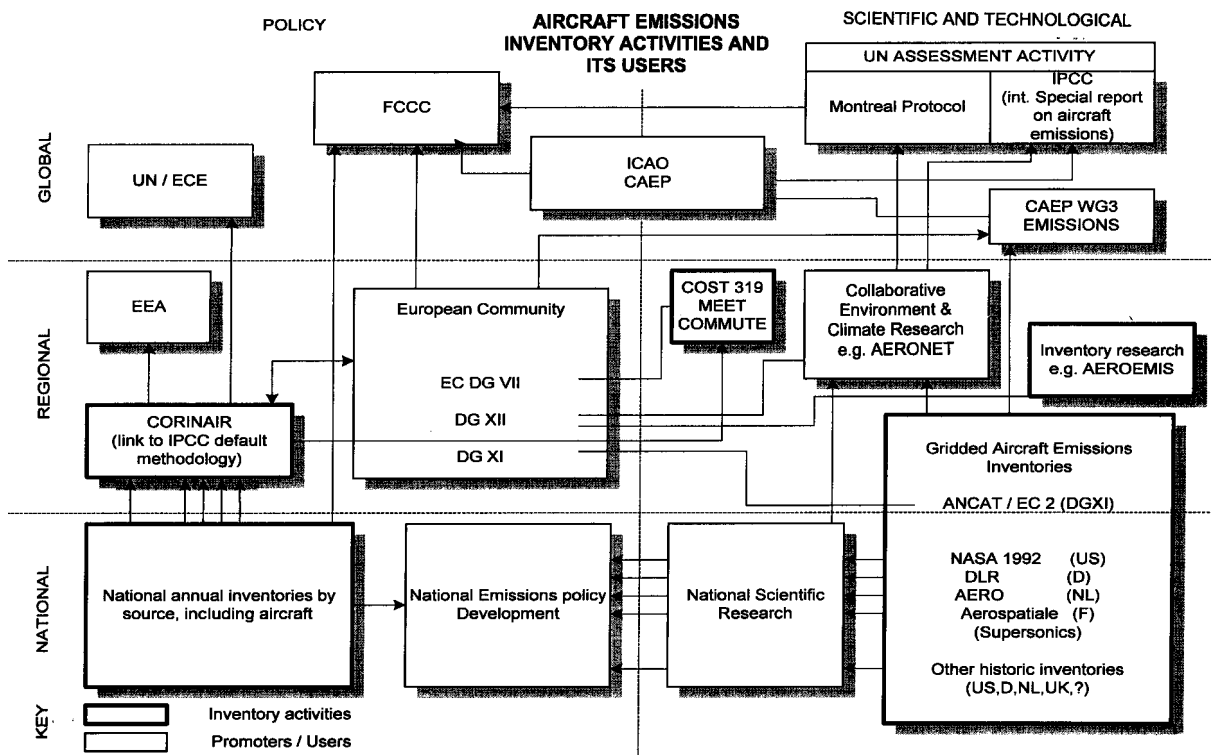 POLICY
AIRCRAFT EMISSIONS
INVENTORY ACTIVITIES AND
ITS USERS
SCIENTIFIC AND TECHNOLOGICAL
GLOBAL
UN ASSESSMENT ACTIVITY
FCCC
Montreal Protocol
IPCC
(int. Special report
on aircraft
emissions)
UN / ECE
ICAO
CAEP
CAEP WG3
EMISSIONS
REGIONAL
EEA
European Community
COST 319
MEET
COMMUTE
Collaborative
Environment &
Climate Research
e.g. AERONET
Inventory research
e.g. AEROEMIS
EC DG VII
DG XII
DG XI
CORINAIR
(link to IPCC default
methodology)
Gridded Aircraft Emissions
Inventories
ANCAT / EC 2 (DGXI)
NATIONAL
National annual inventories by
source, including aircraft
National Emissions policy
Development
National Scientific
Research
NASA 1992 (US)
DLR (D)
AERO (NL)
Aerospatiale (F)
(Supersonics)
Other historic inventories
(US,D,NL,UK,?)
KEY
Inventory activities
Promoters / Users